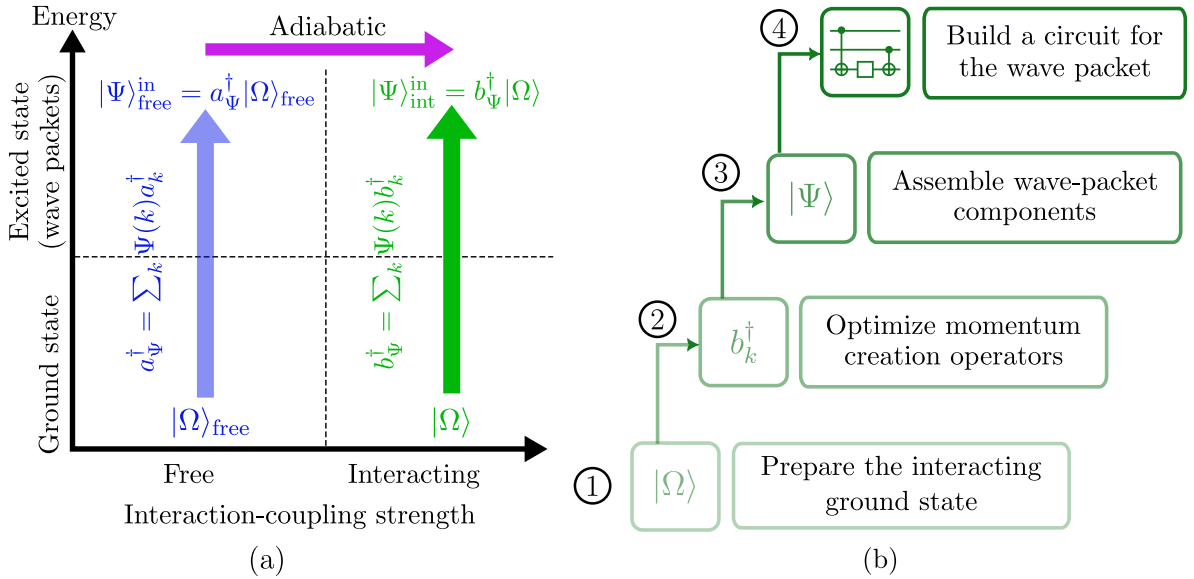 Energy
Excited state
(wave packets)
Ground state
Adiabatic
|Ψ⟩^in_free = a†_Ψ|Ω⟩_free
|Ψ⟩^in_int = b†_Ψ|Ω⟩
a†_Ψ = ∑_k Ψ(k)a†_k
b†_Ψ = ∑_k Ψ(k)b†_k
|Ω⟩_free
|Ω⟩
Free
Interacting
Interaction-coupling strength
(a)
4
Build a circuit for
the wave packet
3
|Ψ⟩
Assemble wave-packet
components
2
b†_k
Optimize momentum
creation operators
1
|Ω⟩
Prepare the interacting
ground state
(b)